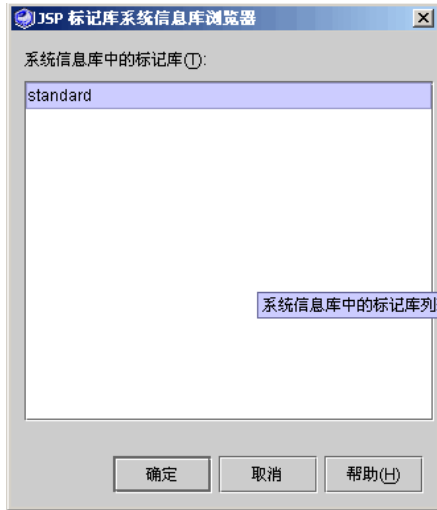 JSP 标记库系统信息库浏览器
系统信息库中的标记库(T):
standard
系统信息库中的标记库列
确定 取消 帮助(H)